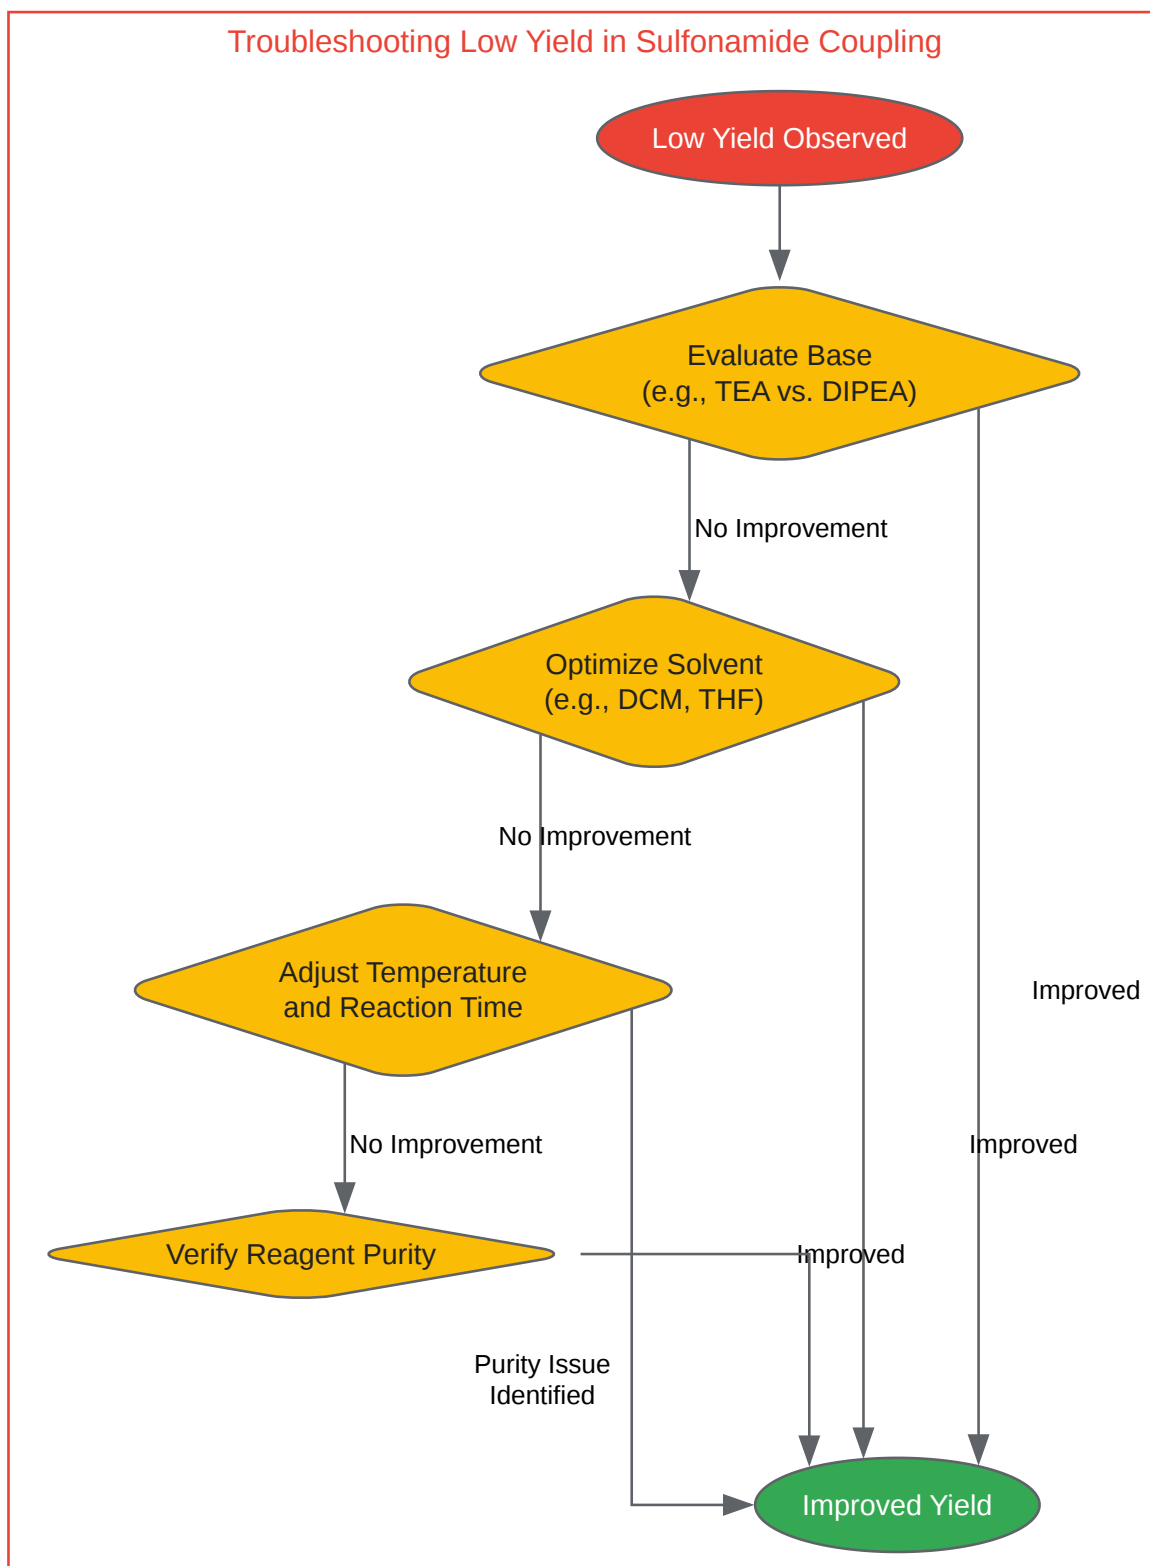 Troubleshooting Low Yield in Sulfonamide Coupling
Low Yield Observed
Evaluate Base
(e.g., TEA vs. DIPEA)
No Improvement
Optimize Solvent
(e.g., DCM, THF)
No Improvement
Adjust Temperature
and Reaction Time
Improved
No Improvement
Improved
Verify Reagent Purity
Improved
Purity Issue
Identified
Improved Yield